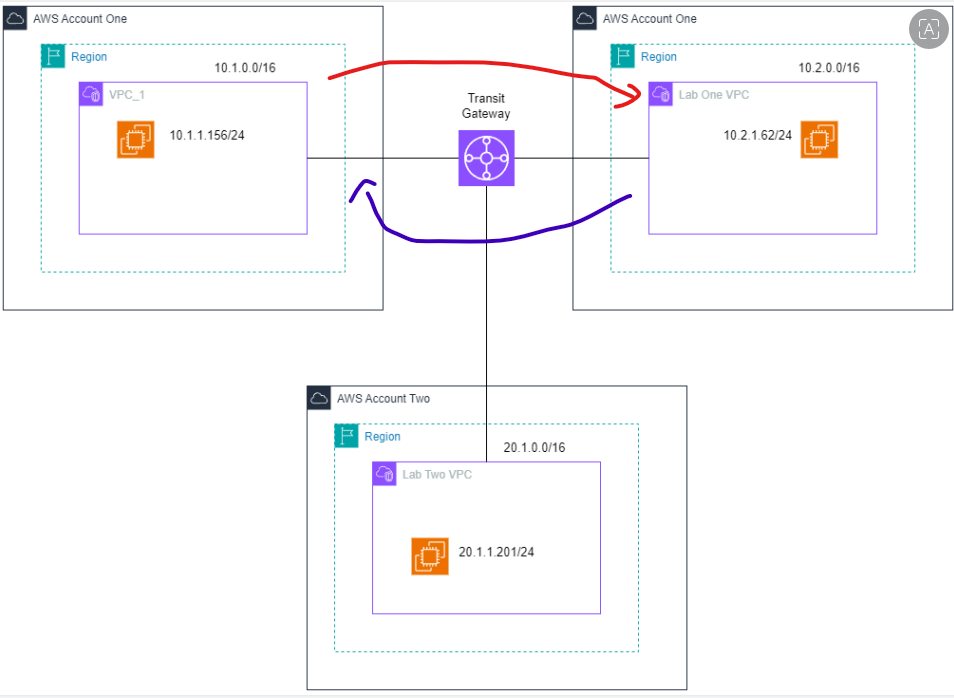 AWS Account One
Region
10.1.0.0/16
VPC_1
10.1.1.156/24
Transit
Gateway
AWS Account One
Region
10.2.0.0/16
Lab One VPC
10.2.1.62/24
A
AWS Account Two
Region
20.1.0.0/16
Lab Two VPC
20.1.1.201/24